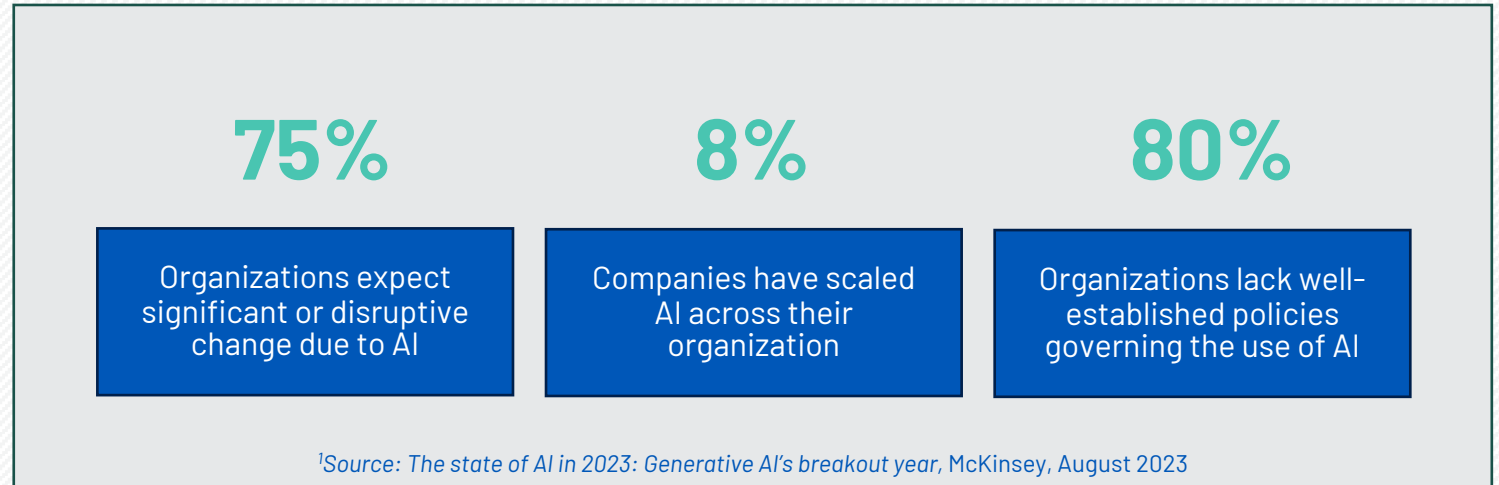 75%
8%
80%
Organizations expect
significant or disruptive
change due to AI
Companies have scaled
AI across their
organization
Organizations lack well-
established policies
governing the use of AI
¹Source: The state of AI in 2023: Generative AI's breakout year, McKinsey, August 2023